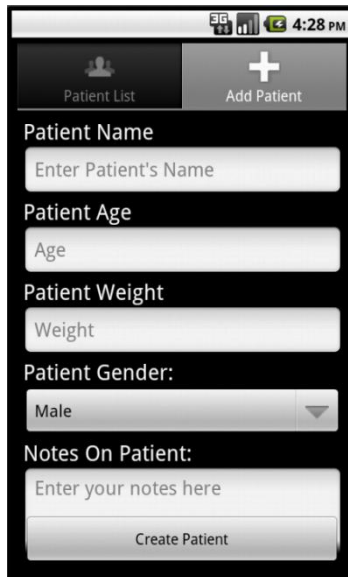 3G 4:28 PM
Patient List Add Patient
Patient Name
Enter Patient's Name
Patient Age
Age
Patient Weight
Weight
Patient Gender:
Male
Notes On Patient:
Enter your notes here
Create Patient